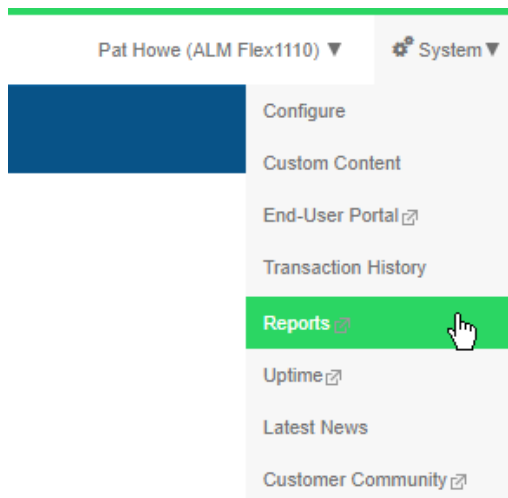 Pat Howe (ALM Flex1110) ▼ System ▼
Configure
Custom Content
End-User Portal
Transaction History
Reports
Uptime
Latest News
Customer Community